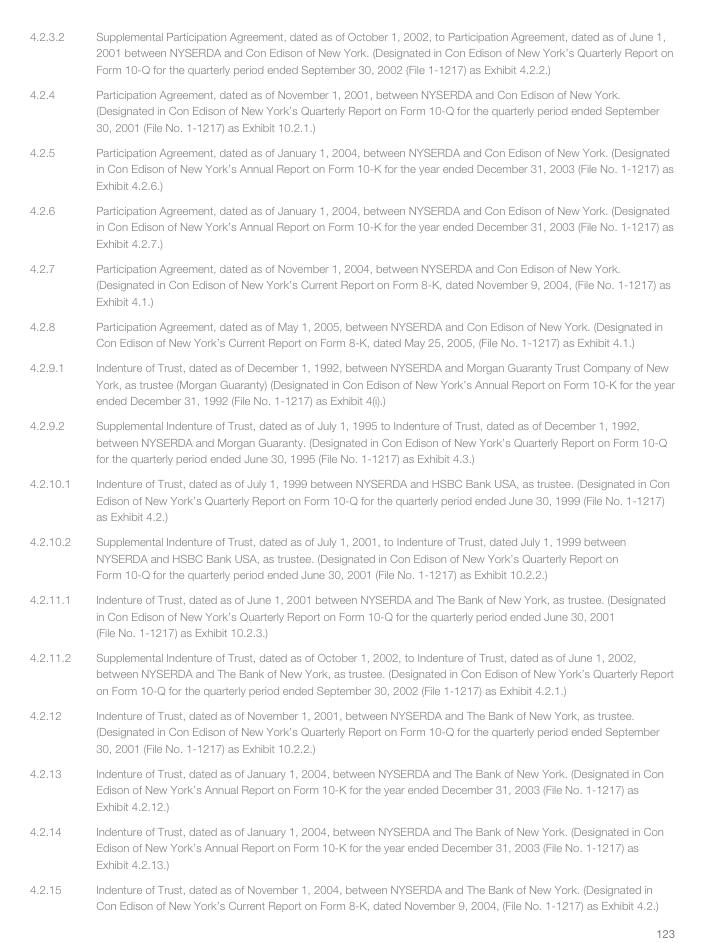 4.2.3.2 Supplemental Participation Agreement, dated as of October 1, 2002, to Participation Agreement, dated as of June 1,
2001 between NYSERDA and Con Edison of New York. (Designated in Con Edison of New York's Quarterly Report on
Form 10-Q for the quarterly period ended September 30, 2002 (File 1-1217) as Exhibit 4.2.2.)
4.2.4 Participation Agreement, dated as of November 1, 2001, between NYSERDA and Con Edison of New York.
(Designated in Con Edison of New York's Quarterly Report on Form 10-Q for the quarterly period ended September
30, 2001 (File No. 1-1217) as Exhibit 10.2.1.)
4.2.5 Participation Agreement, dated as of January 1, 2004, between NYSERDA and Con Edison of New York. (Designated
in Con Edison of New York's Annual Report on Form 10-K for the year ended December 31, 2003 (File No. 1-1217) as
Exhibit 4.2.6.)
4.2.6 Participation Agreement, dated as of January 1, 2004, between NYSERDA and Con Edison of New York. (Designated
in Con Edison of New York's Annual Report on Form 10-K for the year ended December 31, 2003 (File No. 1-1217) as
Exhibit 4.2.7.)
4.2.7 Participation Agreement, dated as of November 1, 2004, between NYSERDA and Con Edison of New York.
(Designated in Con Edison of New York's Current Report on Form 8-K, dated November 9, 2004, (File No. 1-1217) as
Exhibit 4.1.)
4.2.8 Participation Agreement, dated as of May 1, 2005, between NYSERDA and Con Edison of New York. (Designated in
Con Edison of New York's Current Report on Form 8-K, dated May 25, 2005, (File No. 1-1217) as Exhibit 4.1.)
4.2.9.1 Indenture of Trust, dated as of December 1, 1992, between NYSERDA and Morgan Guaranty Trust Company of New
York, as trustee (Morgan Guaranty) (Designated in Con Edison of New York's Annual Report on Form 10-K for the year
ended December 31, 1992 (File No. 1-1217) as Exhibit 4(i).)
4.2.9.2 Supplemental Indenture of Trust, dated as of July 1, 1995 to Indenture of Trust, dated as of December 1, 1992,
between NYSERDA and Morgan Guaranty. (Designated in Con Edison of New York's Quarterly Report on Form 10-Q
for the quarterly period ended June 30, 1995 (File No. 1-1217) as Exhibit 4.3.)
4.2.10.1 Indenture of Trust, dated as of July 1, 1999 between NYSERDA and HSBC Bank USA, as trustee. (Designated in Con
Edison of New York's Quarterly Report on Form 10-Q for the quarterly period ended June 30, 1999 (File No. 1-1217)
as Exhibit 4.2.)
4.2.10.2 Supplemental Indenture of Trust, dated as of July 1, 2001, to Indenture of Trust, dated July 1, 1999 between
NYSERDA and HSBC Bank USA, as trustee. (Designated in Con Edison of New York's Quarterly Report on
Form 10-Q for the quarterly period ended June 30, 2001 (File No. 1-1217) as Exhibit 10.2.2.)
4.2.11.1 Indenture of Trust, dated as of June 1, 2001 between NYSERDA and The Bank of New York, as trustee. (Designated
in Con Edison of New York's Quarterly Report on Form 10-Q for the quarterly period ended June 30, 2001
(File No. 1-1217) as Exhibit 10.2.3.)
4.2.11.2 Supplemental Indenture of Trust, dated as of October 1, 2002, to Indenture of Trust, dated as of June 1, 2002,
between NYSERDA and The Bank of New York, as trustee. (Designated in Con Edison of New York's Quarterly Report
on Form 10-Q for the quarterly period ended September 30, 2002 (File 1-1217) as Exhibit 4.2.1.)
4.2.12 Indenture of Trust, dated as of November 1, 2001, between NYSERDA and The Bank of New York, as trustee.
(Designated in Con Edison of New York's Quarterly Report on Form 10-Q for the quarterly period ended September
30, 2001 (File No. 1-1217) as Exhibit 10.2.2.)
4.2.13 Indenture of Trust, dated as of January 1, 2004, between NYSERDA and The Bank of New York. (Designated in Con
Edison of New York's Annual Report on Form 10-K for the year ended December 31, 2003 (File No. 1-1217) as
Exhibit 4.2.12.)
4.2.14 Indenture of Trust, dated as of January 1, 2004, between NYSERDA and The Bank of New York. (Designated in Con
Edison of New York's Annual Report on Form 10-K for the year ended December 31, 2003 (File No. 1-1217) as
Exhibit 4.2.13.)
4.2.15 Indenture of Trust, dated as of November 1, 2004, between NYSERDA and The Bank of New York. (Designated in
Con Edison of New York's Current Report on Form 8-K, dated November 9, 2004, (File No. 1-1217) as Exhibit 4.2.)
123